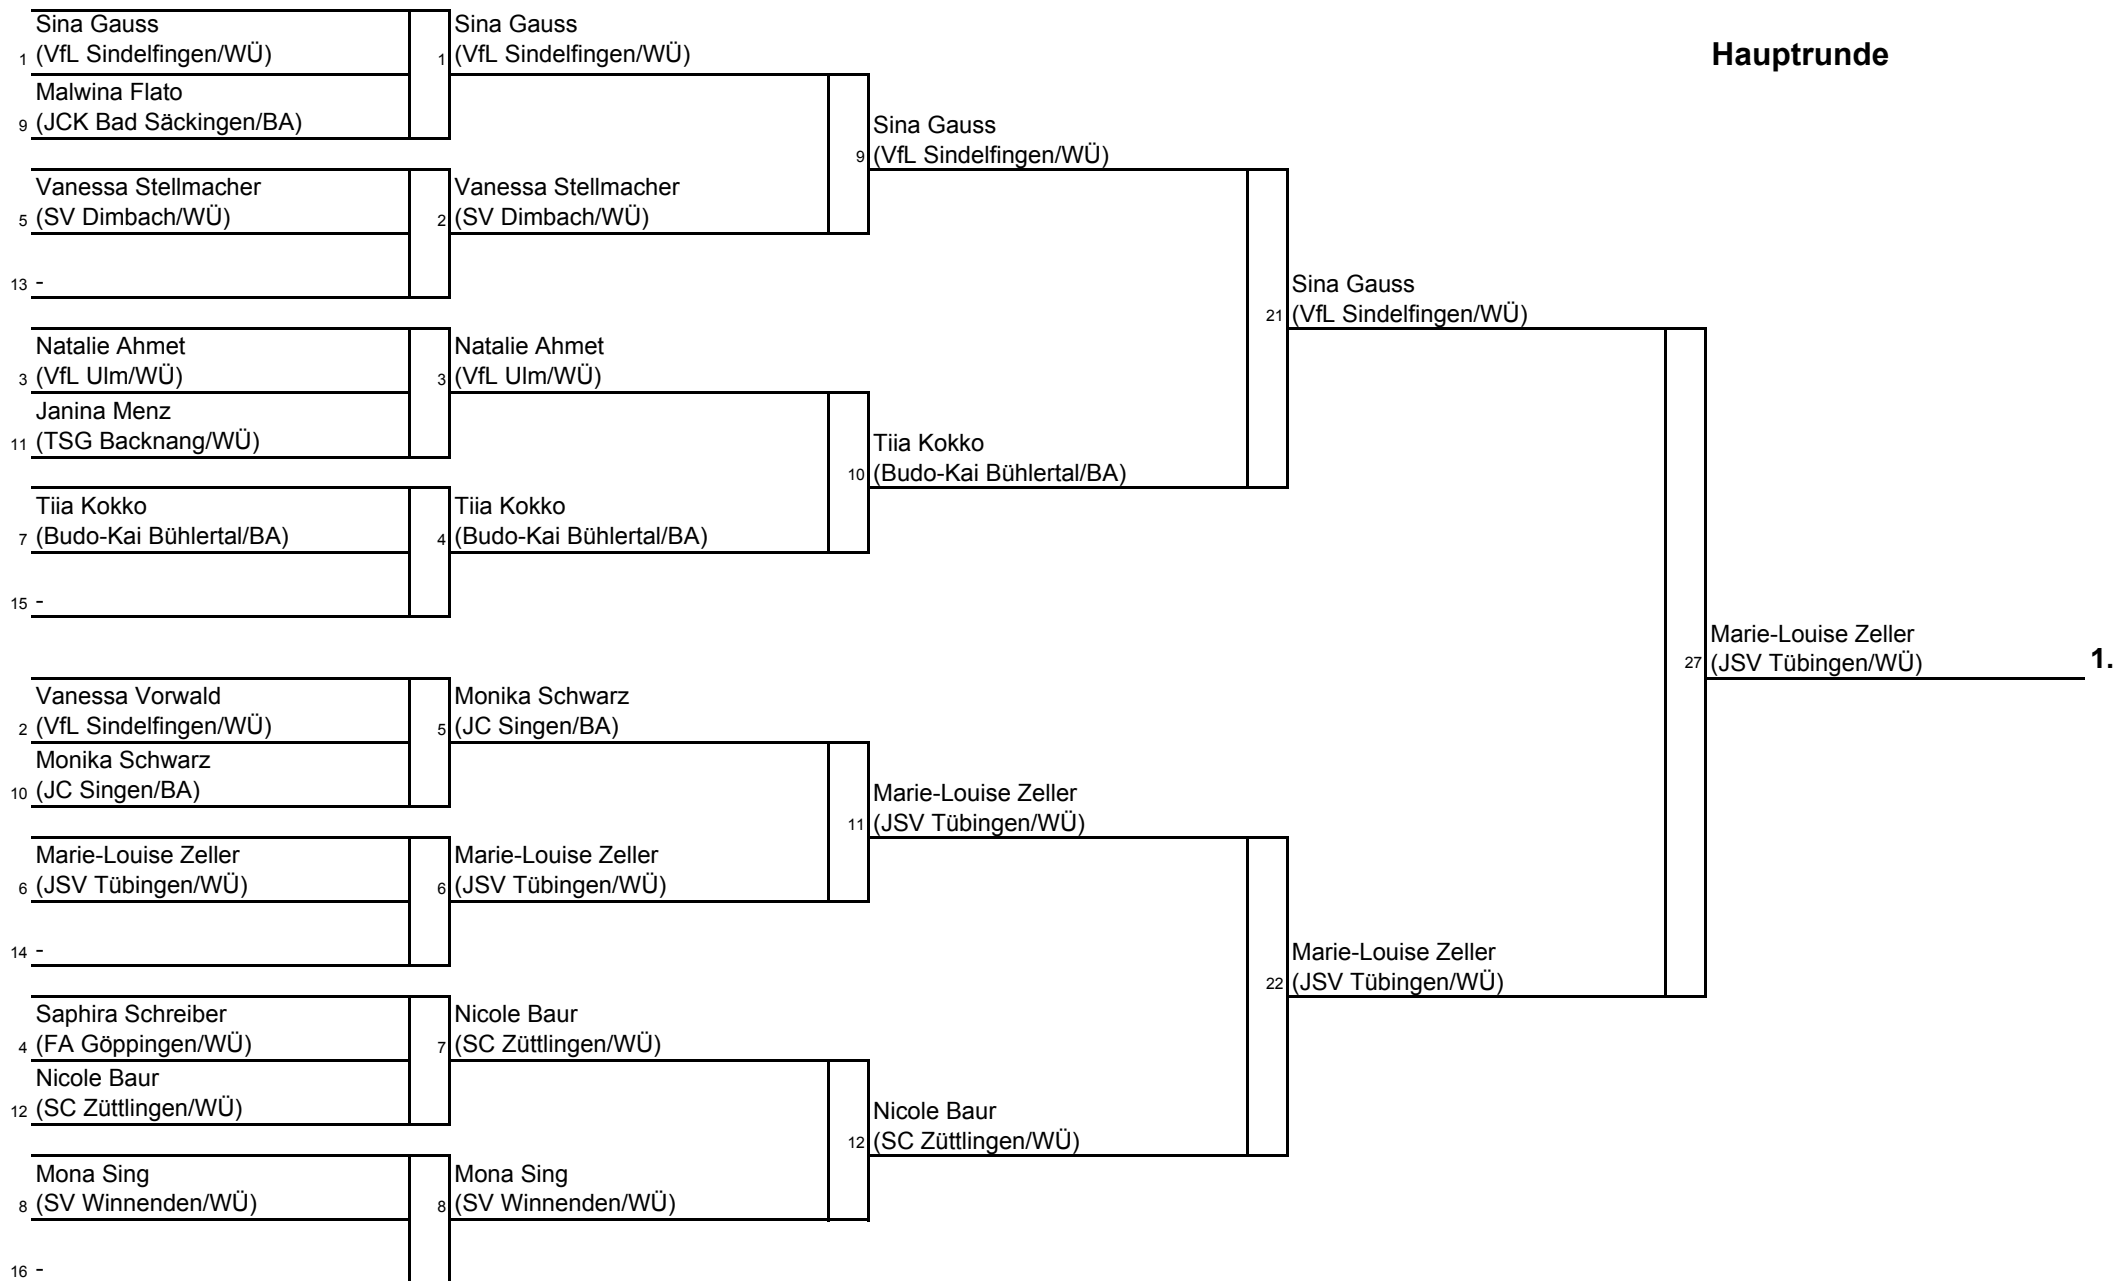 Hauptrunde
Sina Gauss
1 (VfL Sindelfingen/WÜ)
Malwina Flato
9 (JCK Bad Säckingen/BA)
Vanessa Stellmacher
5 (SV Dimbach/WÜ)
13 -
Natalie Ahmet
3 (VfL Ulm/WÜ)
Janina Menz
11 (TSG Backnang/WÜ)
Tiia Kokko
7 (Budo-Kai Bühlertal/BA)
15 -
Vanessa Vorwald
2 (VfL Sindelfingen/WÜ)
Monika Schwarz
10 (JC Singen/BA)
Marie-Louise Zeller
6 (JSV Tübingen/WÜ)
14 -
Saphira Schreiber
4 (FA Göppingen/WÜ)
Nicole Baur
12 (SC Züttlingen/WÜ)
Mona Sing
8 (SV Winnenden/WÜ)
16 -
Sina Gauss
1 (VfL Sindelfingen/WÜ)
Vanessa Stellmacher
2 (SV Dimbach/WÜ)
Natalie Ahmet
3 (VfL Ulm/WÜ)
Tiia Kokko
4 (Budo-Kai Bühlertal/BA)
Monika Schwarz
5 (JC Singen/BA)
Marie-Louise Zeller
6 (JSV Tübingen/WÜ)
Nicole Baur
7 (SC Züttlingen/WÜ)
Mona Sing
8 (SV Winnenden/WÜ)
Sina Gauss
9 (VfL Sindelfingen/WÜ)
Tiia Kokko
10 (Budo-Kai Bühlertal/BA)
Marie-Louise Zeller
11 (JSV Tübingen/WÜ)
Nicole Baur
12 (SC Züttlingen/WÜ)
Sina Gauss
21 (VfL Sindelfingen/WÜ)
Marie-Louise Zeller
22 (JSV Tübingen/WÜ)
Marie-Louise Zeller
27 (JSV Tübingen/WÜ) 1.